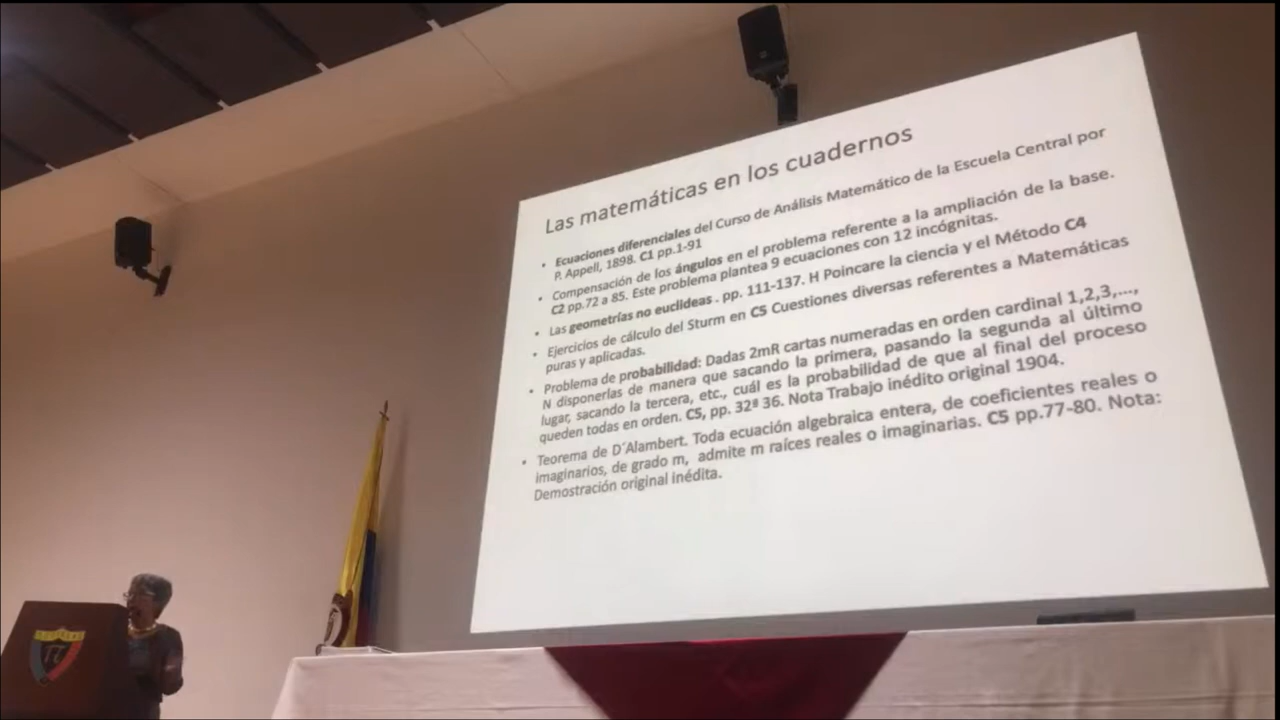 Las matemáticas en los cuadernos
• Ecuaciones diferenciales del Curso de Análisis Matemático de la Escuela Central por
P. Appell, 1898. C1 pp.1-91
• Compensación de los ángulos en el problema referente a la ampliación de la base.
C2 pp.72 a 85. Este problema plantea 9 ecuaciones con 12 incógnitas.
• Las geometrías no euclídeas . pp. 111-137. H Poincare la ciencia y el Método C4
• Ejercicios de cálculo del Sturm en C5 Cuestiones diversas referentes a Matemáticas
puras y aplicadas.
• Problema de probabilidad: Dadas 2mR cartas numeradas en orden cardinal 1,2,3,...,
N disponerlas de manera que sacando la primera, pasando la segunda al último
lugar, sacando la tercera, etc., cuál es la probabilidad de que al final del proceso
queden todas en orden. C5, pp. 32ª 36. Nota Trabajo inédito original 1904.
• Teorema de D´Alambert. Toda ecuación algebraica entera, de coeficientes reales o
imaginarios, de grado m, admite m raíces reales o imaginarias. C5 pp.77-80. Nota:
Demostración original inédita.
π